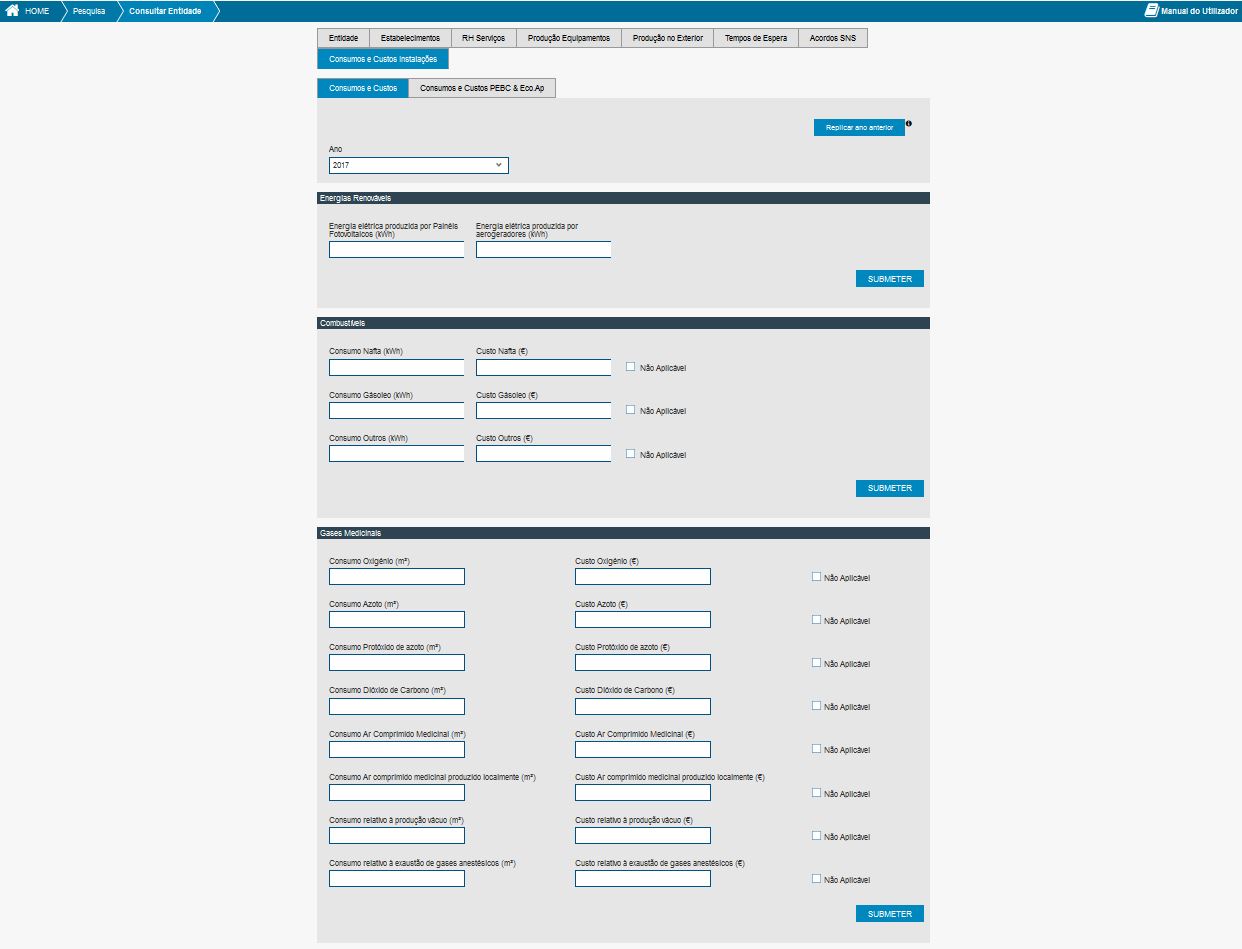 HOME Pesquisa Consultar Entidade Manual do Utilizador
Entidade Estabelecimentos RH Serviços Produção Equipamentos Produção no Exterior Tempos de Espera Acordos SNS
Consumos e Custos Instalações
Consumos e Custos Consumos e Custos PEBC & Eco.Ap
Replicar ano anterior
Ano
2017
Energias Renováveis
Energia elétrica produzida por Painéis Energia elétrica produzida por
Fotovoltaicos (kWh) aerogeradores (kWh)
SUBMETER
Combustíveis
Consumo Nafta (kWh) Custo Nafta (€)
Não Aplicável
Consumo Gásoleo (kWh) Custo Gásoleo (€)
Não Aplicável
Consumo Outros (kWh) Custo Outros (€)
Não Aplicável
SUBMETER
Gases Medicinais
Consumo Oxigénio (m³) Custo Oxigénio (€)
Não Aplicável
Consumo Azoto (m³) Custo Azoto (€)
Não Aplicável
Consumo Protóxido de azoto (m³) Custo Protóxido de azoto (€)
Não Aplicável
Consumo Dióxido de Carbono (m³) Custo Dióxido de Carbono (€)
Não Aplicável
Consumo Ar Comprimido Medicinal (m³) Custo Ar Comprimido Medicinal (€)
Não Aplicável
Consumo Ar comprimido medicinal produzido localmente (m³) Custo Ar comprimido medicinal produzido localmente (€)
Não Aplicável
Consumo relativo à produção vácuo (m³) Custo relativo à produção vácuo (€)
Não Aplicável
Consumo relativo à exaustão de gases anestésicos (m³) Custo relativo à exaustão de gases anestésicos (€)
Não Aplicável
SUBMETER